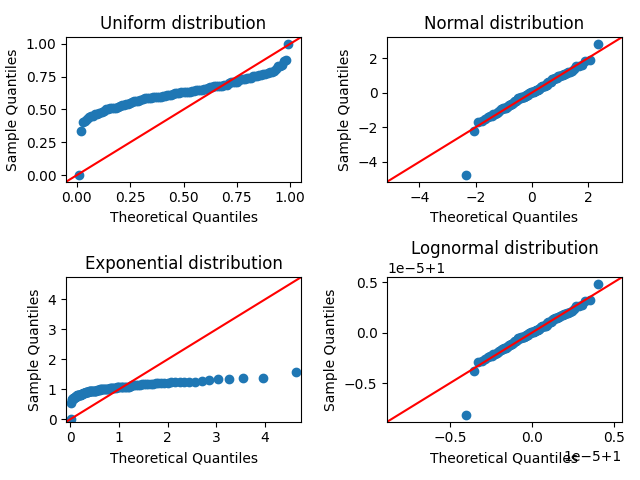 Uniform distribution
1.00
0.75
0.50
0.25
0.00
Sample Quantiles
0.00 0.25 0.50 0.75 1.00
Theoretical Quantiles
Normal distribution
2
0
−2
−4
Sample Quantiles
−4 −2 0 2
Theoretical Quantiles
Exponential distribution
4
3
2
1
0
Sample Quantiles
0 1 2 3 4
Theoretical Quantiles
Lognormal distribution
1e−5+1
0.5
0.0
−0.5
Sample Quantiles
−0.5 0.0 0.5
Theoretical Quantiles
1e−5+1